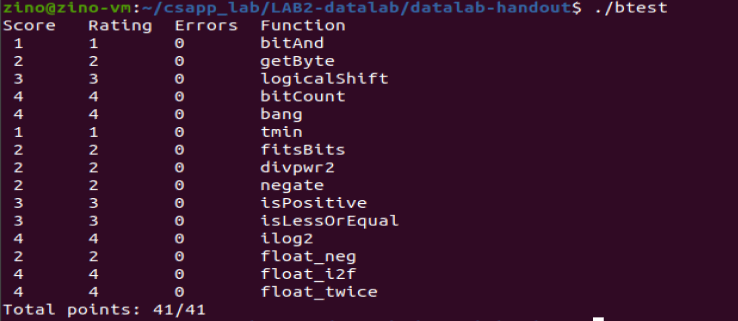 zino@zino-vm:~/csapp_lab/LAB2-datalab/datalab-handout$ ./btest
Score Rating Errors Function
1 1 0 bitAnd
2 2 0 getByte
3 3 0 logicalShift
4 4 0 bitCount
4 4 0 bang
1 1 0 tmin
2 2 0 fitsBits
2 2 0 divpwr2
2 2 0 negate
3 3 0 isPositive
3 3 0 isLessOrEqual
4 4 0 ilog2
2 2 0 float_neg
4 4 0 float_i2f
4 4 0 float_twice
Total points: 41/41